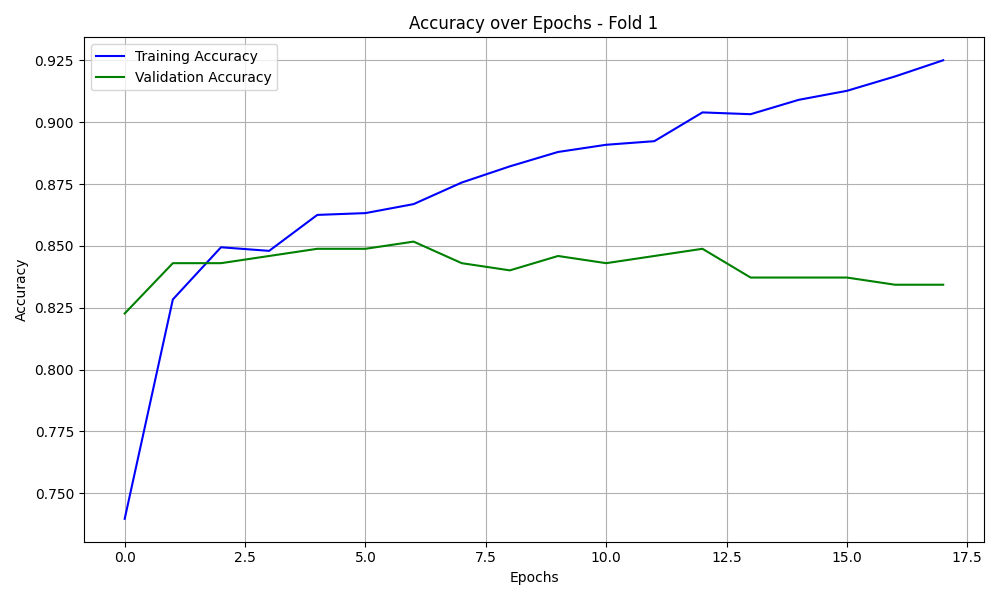 Accuracy over Epochs - Fold 1
Training Accuracy
Validation Accuracy
Accuracy
0.925
0.900
0.875
0.850
0.825
0.800
0.775
0.750
0.0 2.5 5.0 7.5 10.0 12.5 15.0 17.5
Epochs